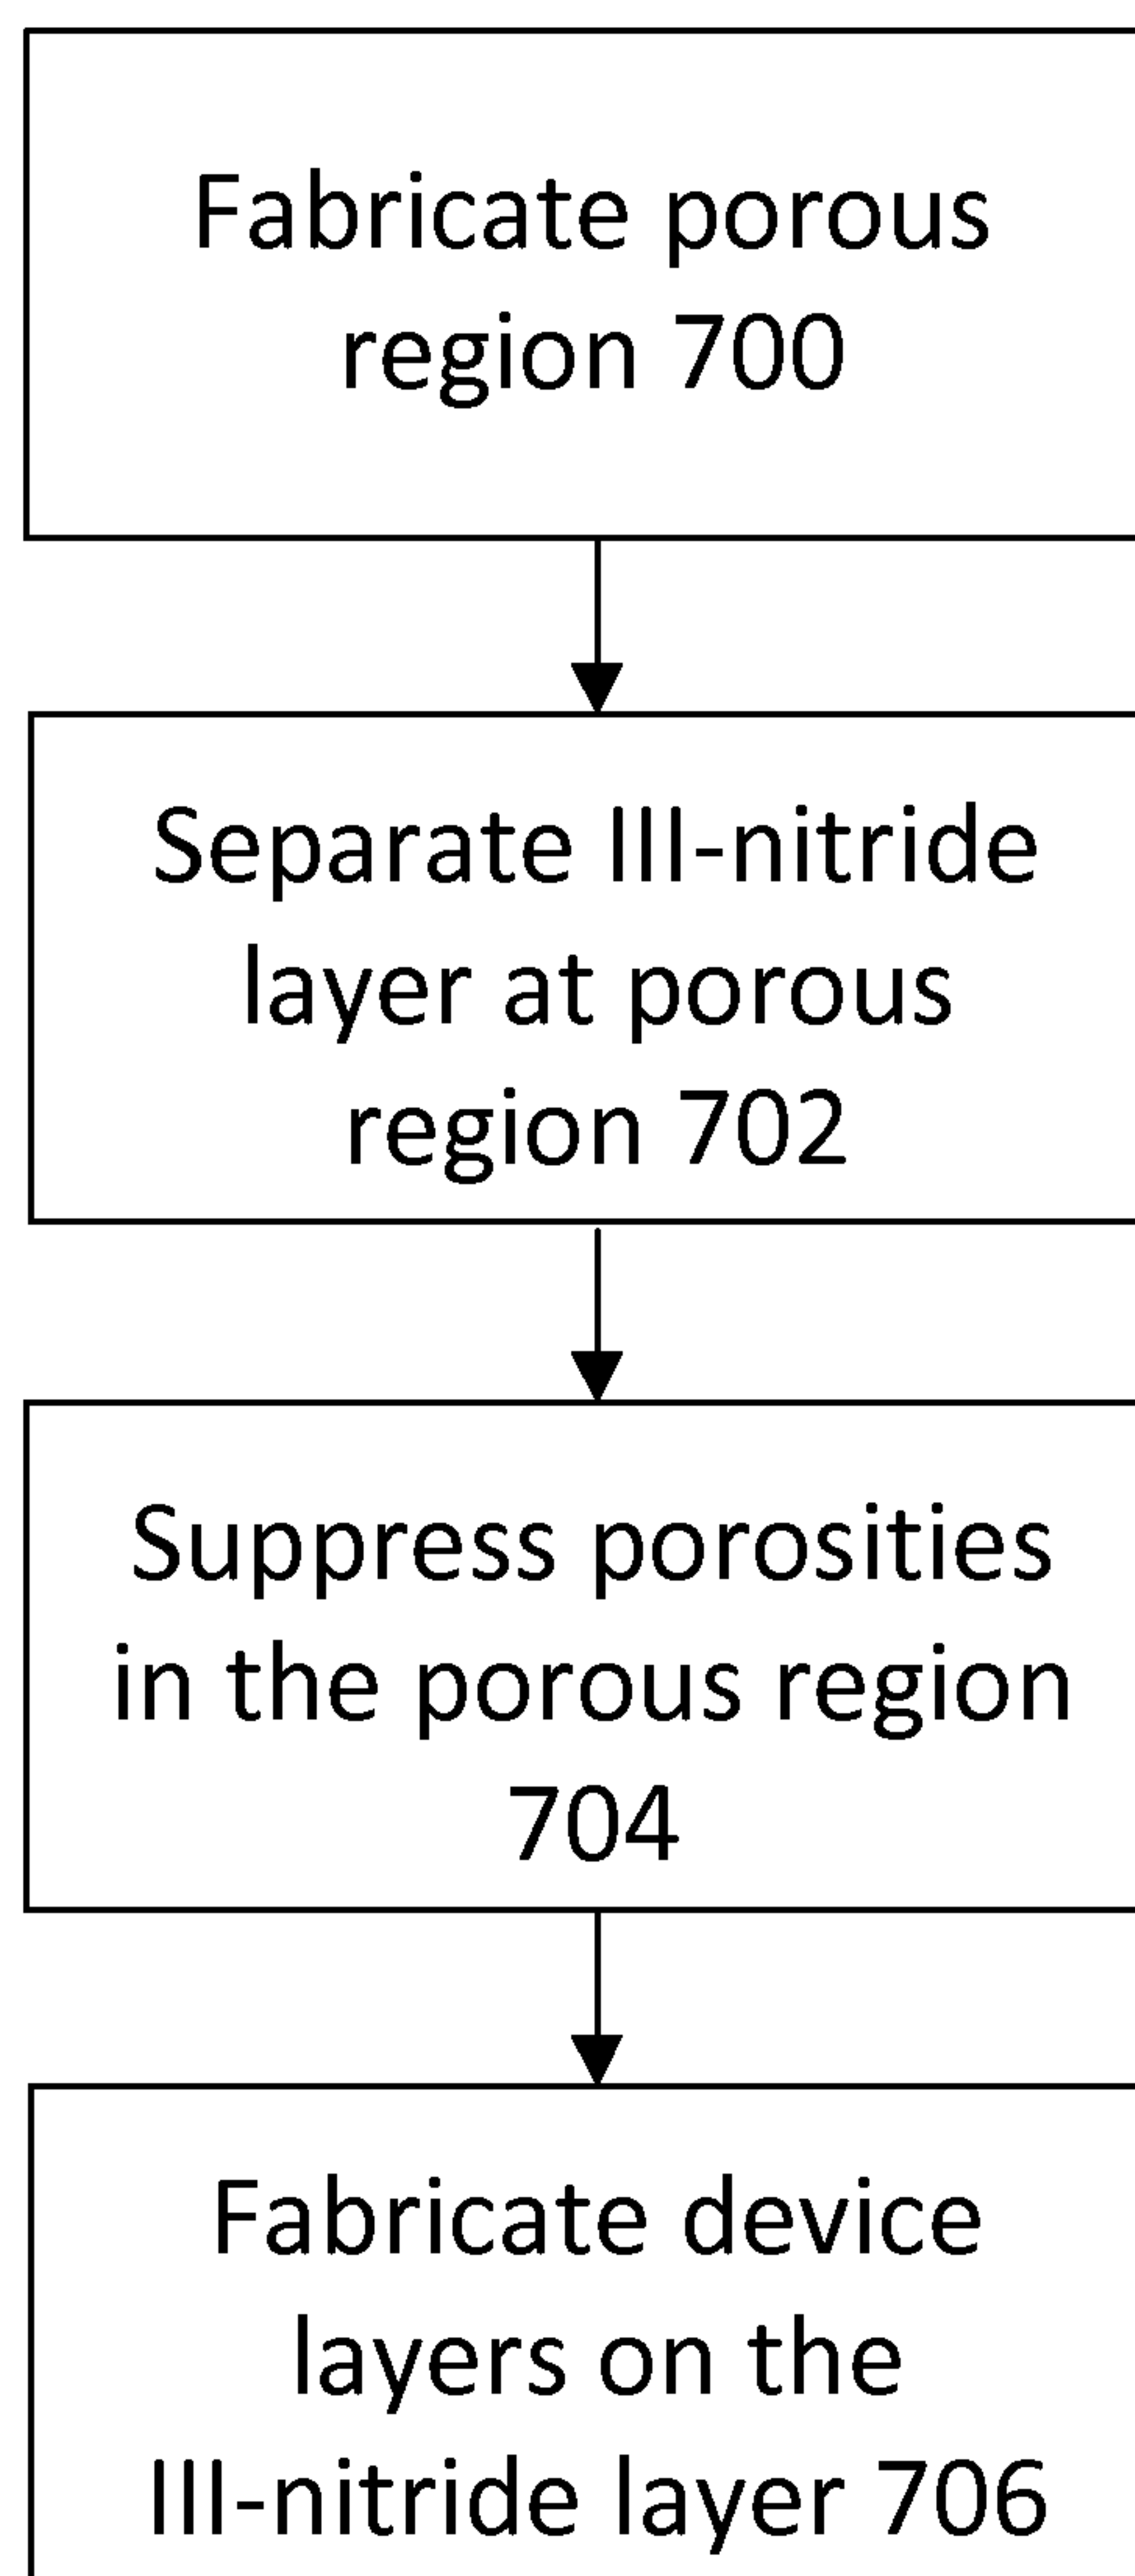 Fabricate porous
region 700
Separate III-nitride
layer at porous
region 702
Suppress porosities
in the porous region
704
Fabricate device
layers on the
III-nitride layer 706